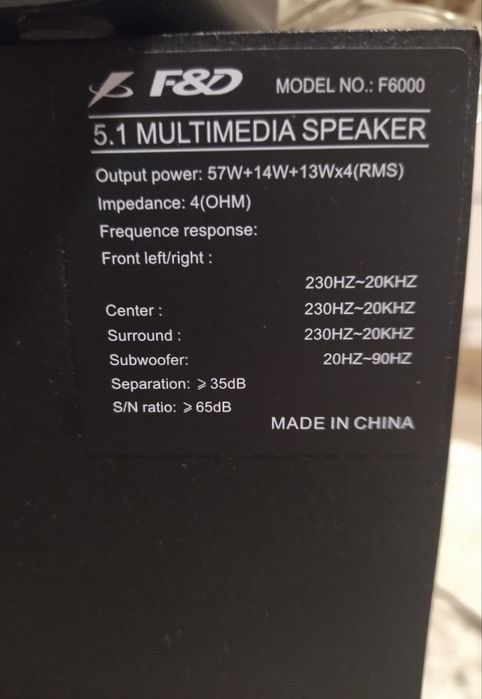 F&D MODEL NO.: F6000
5.1 MULTIMEDIA SPEAKER
Output power: 57W+14W+13Wx4(RMS)
Impedance: 4(OHM)
Frequence response:
Front left/right :
230HZ~20KHZ
Center : 230HZ~20KHZ
Surround : 230HZ~20KHZ
Subwoofer: 20HZ~90HZ
Separation: ⩾35dB
S/N ratio: ⩾65dB
MADE IN CHINA